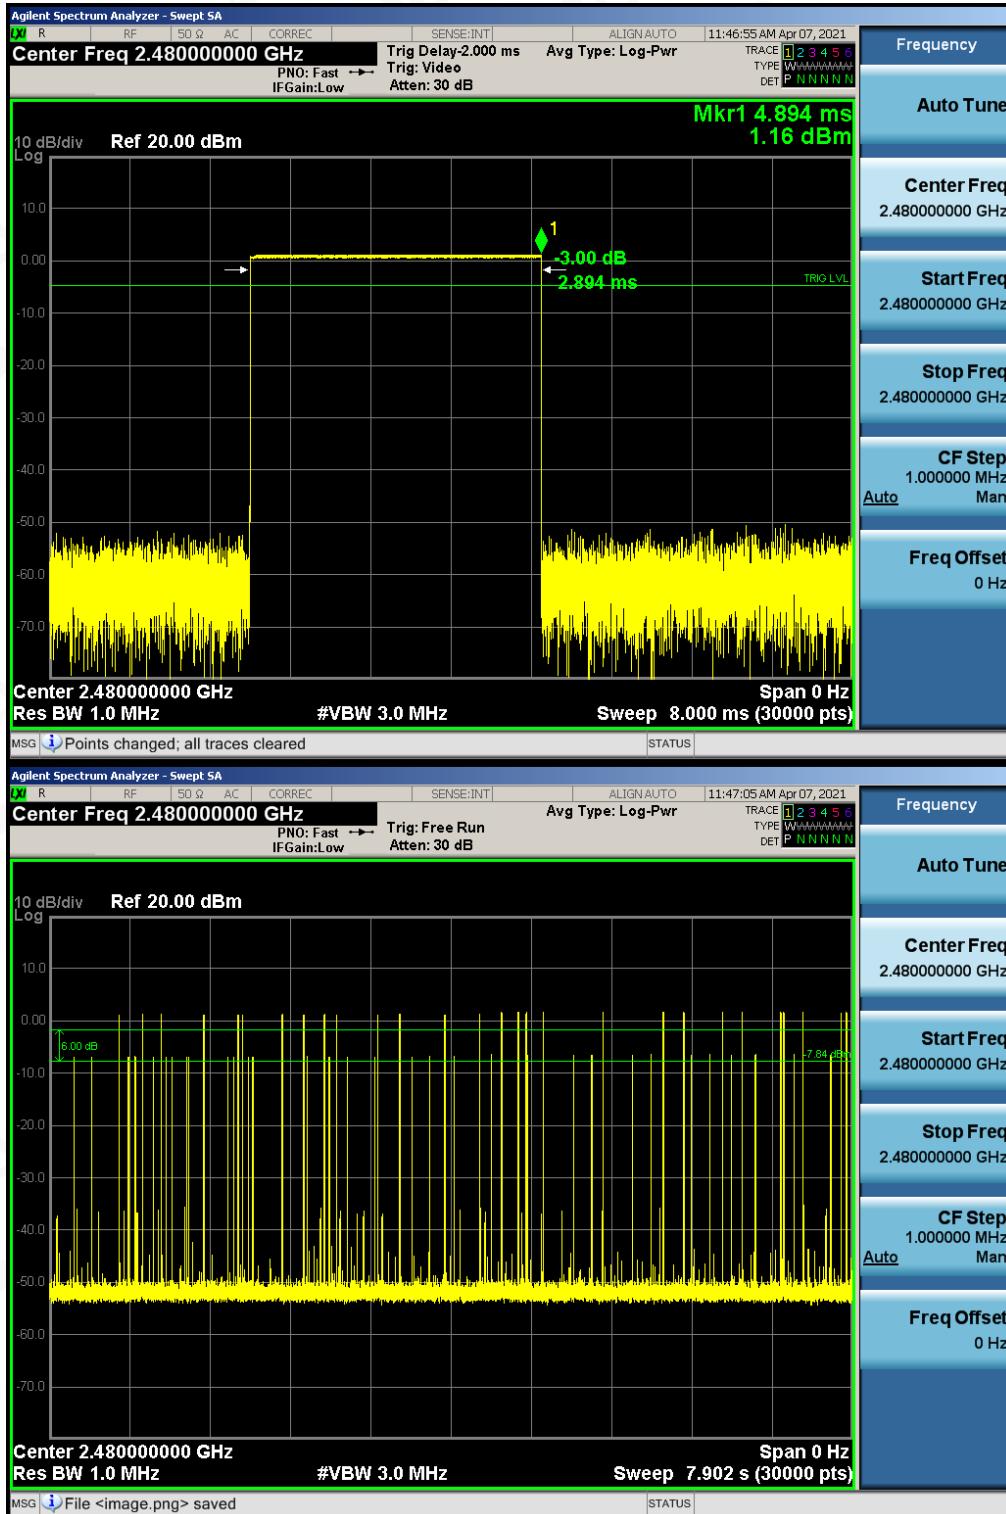 Agilent Spectrum Analyzer - Swept SA
LXI R RF 50 Ω AC CORREC SENSE:INT ALIGN AUTO 11:46:55 AM Apr 07, 2021
Center Freq 2.480000000 GHz Trig Delay-2.000 ms Avg Type: Log-Pwr TRACE 1 2 3 4 5 6
PNO: Fast Trig: Video TYPE WWWWWW
IFGain:Low Atten: 30 dB DET P N N N N N
Mkr1 4.894 ms
1.16 dBm
10 dB/div Ref 20.00 dBm
Log
10.0
0.00
-10.0
-20.0
-30.0
-40.0
-50.0
-60.0
-70.0
1
-3.00 dB
2.894 ms
TRIG LVL
Center 2.480000000 GHz Span 0 Hz
Res BW 1.0 MHz #VBW 3.0 MHz Sweep 8.000 ms (30000 pts)
MSG Points changed; all traces cleared STATUS
Frequency
Auto Tune
Center Freq
2.480000000 GHz
Start Freq
2.480000000 GHz
Stop Freq
2.480000000 GHz
CF Step
1.000000 MHz
Auto Man
Freq Offset
0 Hz
Agilent Spectrum Analyzer - Swept SA
LXI R RF 50 Ω AC CORREC SENSE:INT ALIGN AUTO 11:47:05 AM Apr 07, 2021
Center Freq 2.480000000 GHz Avg Type: Log-Pwr TRACE 1 2 3 4 5 6
PNO: Fast Trig: Free Run TYPE WWWWWW
IFGain:Low Atten: 30 dB DET P N N N N N
10 dB/div Ref 20.00 dBm
Log
10.0
0.00
-10.0
-20.0
-30.0
-40.0
-50.0
-60.0
-70.0
6.00 dB
-7.84 dBm
Center 2.480000000 GHz Span 0 Hz
Res BW 1.0 MHz #VBW 3.0 MHz Sweep 7.902 s (30000 pts)
MSG File <image.png> saved STATUS
Frequency
Auto Tune
Center Freq
2.480000000 GHz
Start Freq
2.480000000 GHz
Stop Freq
2.480000000 GHz
CF Step
1.000000 MHz
Auto Man
Freq Offset
0 Hz